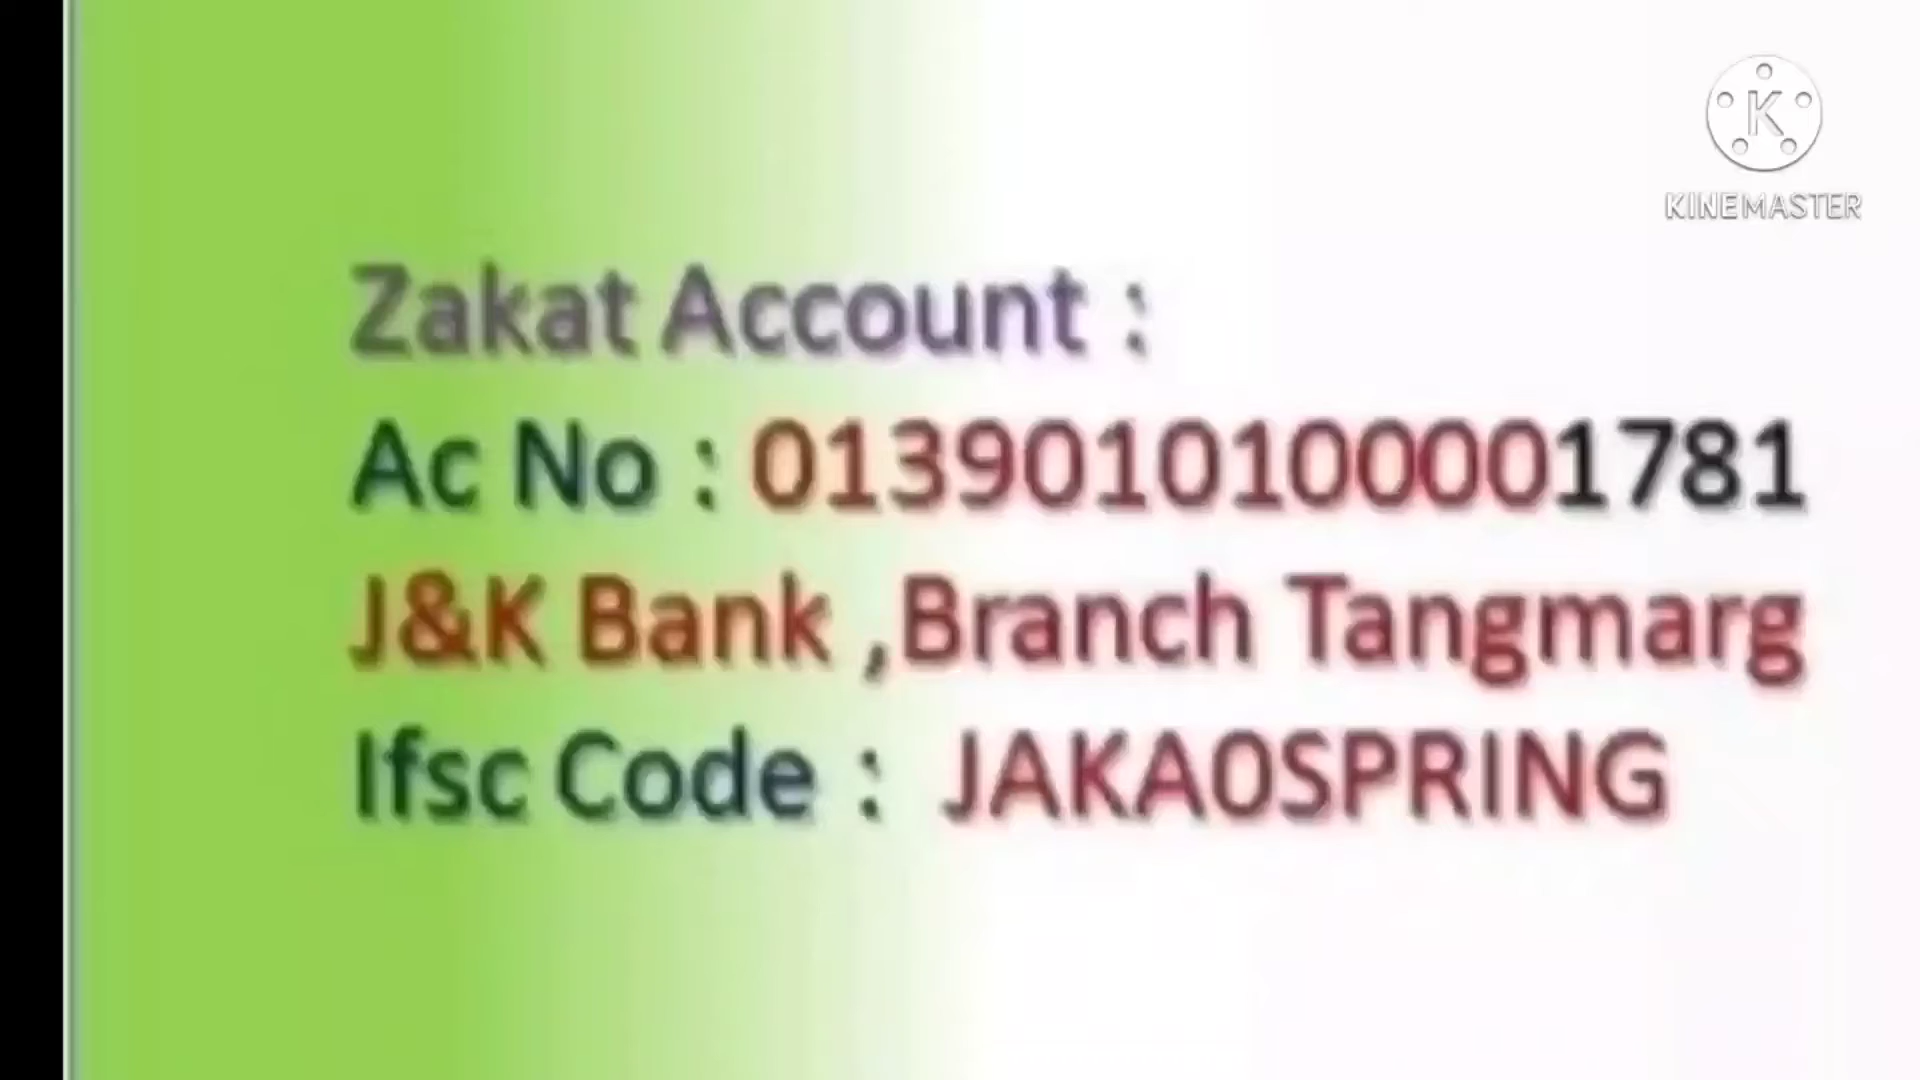 KINEMASTER
Zakat Account :
Ac No : 0139010100001781
J&K Bank ,Branch Tangmarg
Ifsc Code : JAKA0SPRING